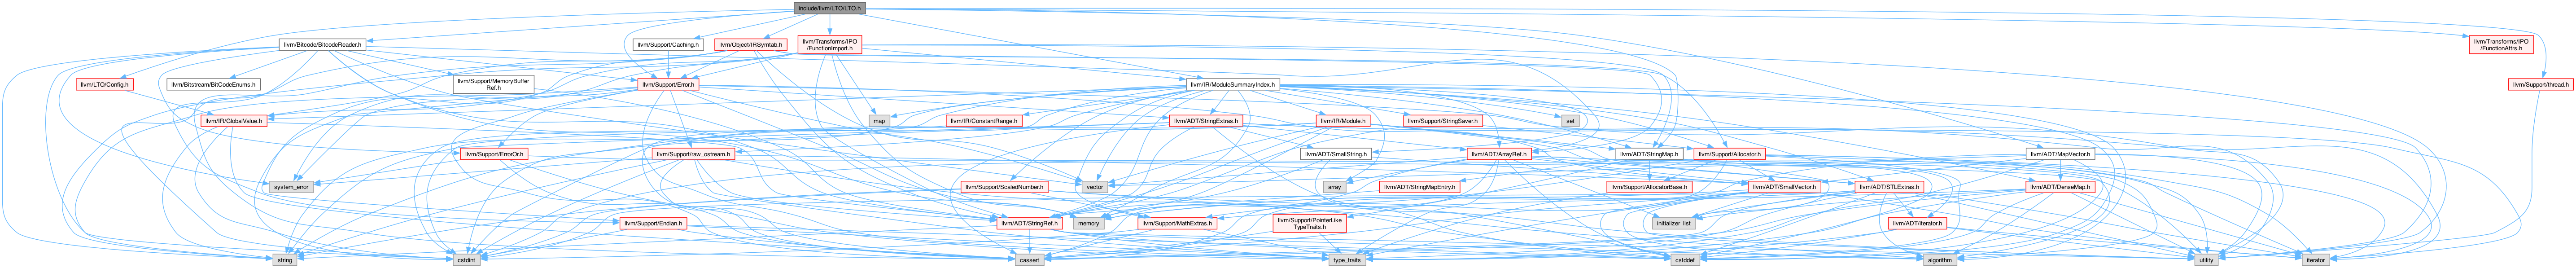 include/llvm/LTO/LTO.h
llvm/Bitcode/BitcodeReader.h
llvm/Support/Caching.h
llvm/Object/IRSymtab.h
llvm/Transforms/IPO
/FunctionImport.h
llvm/Transforms/IPO
/FunctionAttrs.h
llvm/LTO/Config.h
llvm/Bitstream/BitCodeEnums.h
llvm/Support/MemoryBuffer
Ref.h
llvm/Support/Error.h
llvm/IR/ModuleSummaryIndex.h
llvm/Support/thread.h
llvm/IR/GlobalValue.h
map
llvm/IR/ConstantRange.h
llvm/ADT/StringExtras.h
llvm/IR/Module.h
llvm/Support/StringSaver.h
set
llvm/Support/ErrorOr.h
llvm/Support/raw_ostream.h
llvm/ADT/SmallString.h
llvm/ADT/ArrayRef.h
llvm/ADT/StringMap.h
llvm/Support/Allocator.h
llvm/ADT/MapVector.h
system_error
vector
llvm/Support/ScaledNumber.h
array
llvm/ADT/StringMapEntry.h
llvm/Support/AllocatorBase.h
llvm/ADT/SmallVector.h
llvm/ADT/STLExtras.h
llvm/ADT/DenseMap.h
llvm/Support/Endian.h
llvm/ADT/StringRef.h
memory
llvm/Support/MathExtras.h
llvm/Support/PointerLike
TypeTraits.h
initializer_list
llvm/ADT/iterator.h
string
cstdint
cassert
type_traits
cstddef
algorithm
utility
iterator